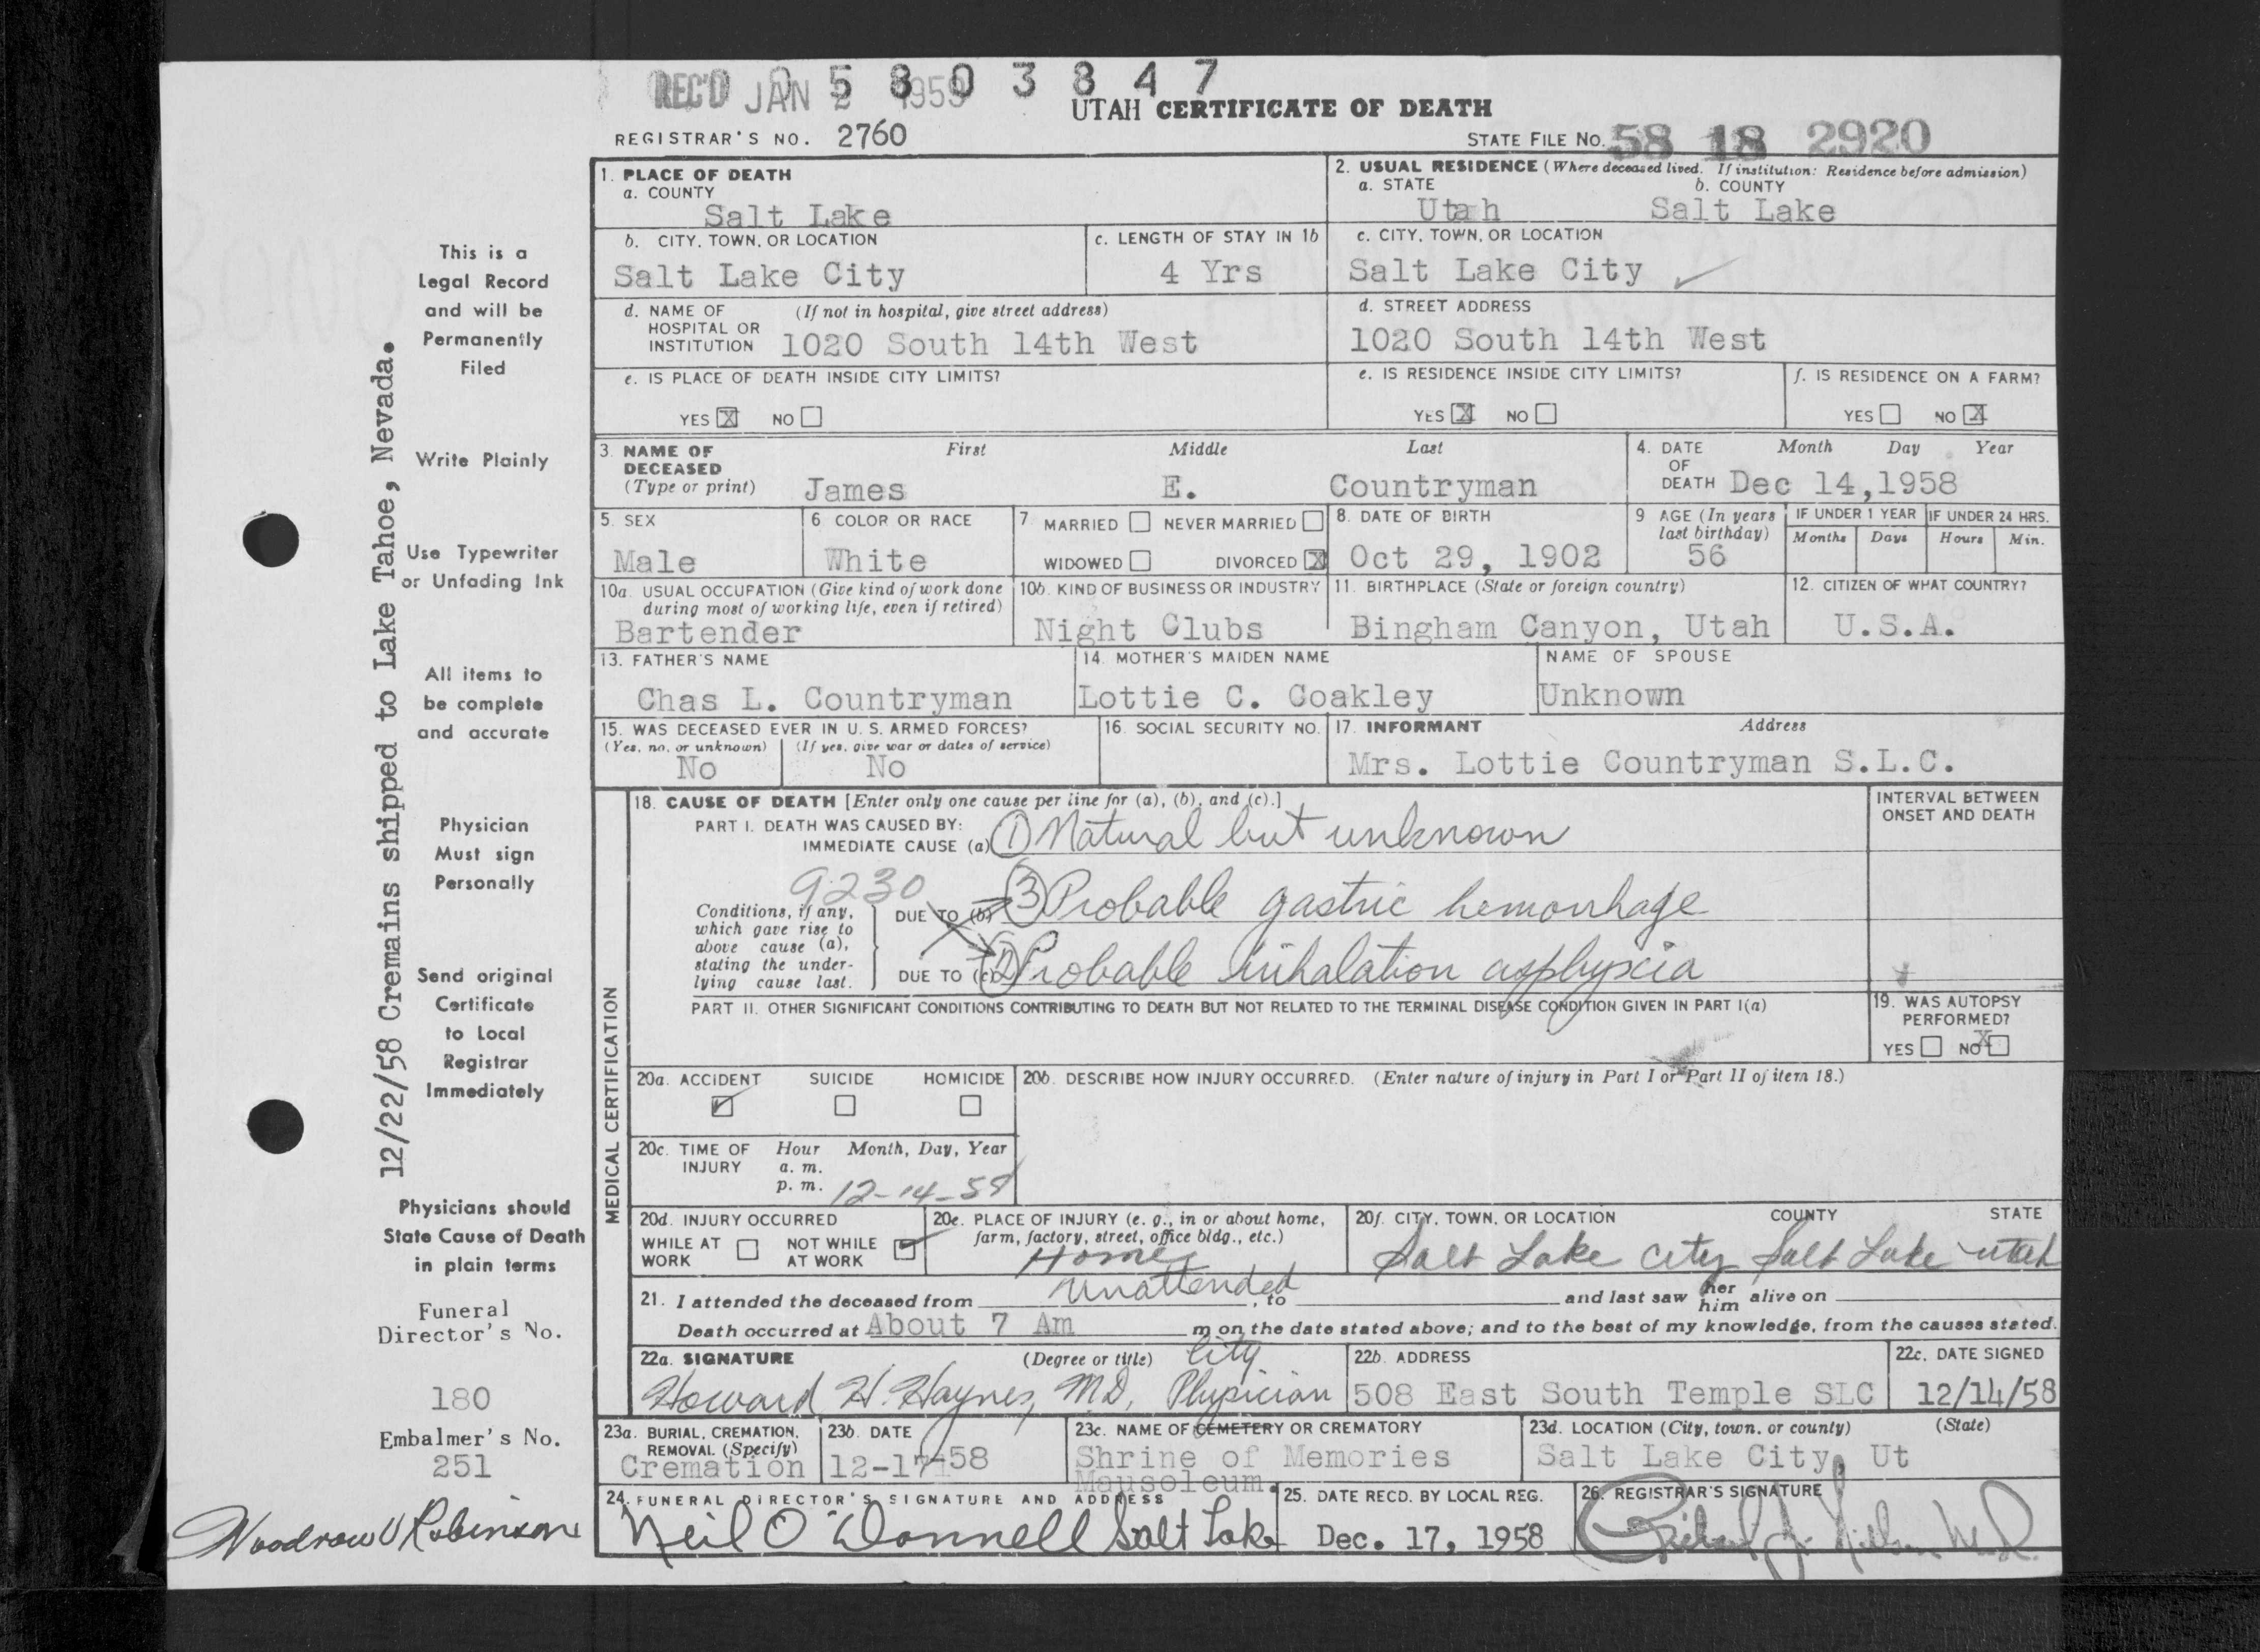 REC'D JAN 2 1959
5803847
UTAH CERTIFICATE OF DEATH
REGISTRAR'S NO. 2760
STATE FILE NO. 58 18 2920
1. PLACE OF DEATH
a. COUNTY
Salt Lake
2. USUAL RESIDENCE (Where deceased lived. If institution: Residence before admission)
a. STATE b. COUNTY
Utah Salt Lake
b. CITY, TOWN, OR LOCATION
Salt Lake City
c. LENGTH OF STAY IN 1b
4 Yrs
c. CITY, TOWN, OR LOCATION
Salt Lake City
d. NAME OF (If not in hospital, give street address)
HOSPITAL OR
INSTITUTION 1020 South 14th West
d. STREET ADDRESS
1020 South 14th West
e. IS PLACE OF DEATH INSIDE CITY LIMITS?
YES X NO
e. IS RESIDENCE INSIDE CITY LIMITS?
YES X NO
f. IS RESIDENCE ON A FARM?
YES NO X
3. NAME OF First Middle Last
DECEASED
(Type or print) James E. Countryman
4. DATE Month Day Year
OF
DEATH Dec 14,1958
5. SEX
Male
6. COLOR OR RACE
White
7. MARRIED NEVER MARRIED
WIDOWED DIVORCED X
8. DATE OF BIRTH
Oct 29, 1902
9 AGE (In years
last birthday)
56
IF UNDER 1 YEAR
Months Days
IF UNDER 24 HRS.
Hours Min.
10a. USUAL OCCUPATION (Give kind of work done
during most of working life, even if retired)
Bartender
10b. KIND OF BUSINESS OR INDUSTRY
Night Clubs
11. BIRTHPLACE (State or foreign country)
Bingham Canyon, Utah
12. CITIZEN OF WHAT COUNTRY?
U.S.A.
13. FATHER'S NAME
Chas L. Countryman
14. MOTHER'S MAIDEN NAME
Lottie C. Coakley
NAME OF SPOUSE
Unknown
15. WAS DECEASED EVER IN U. S. ARMED FORCES?
(Yes, no, or unknown) (If yes, give war or dates of service)
No No
16. SOCIAL SECURITY NO.
17. INFORMANT Address
Mrs. Lottie Countryman S.L.C.
MEDICAL CERTIFICATION
18. CAUSE OF DEATH [Enter only one cause per line for (a), (b), and (c).]
PART I. DEATH WAS CAUSED BY:
IMMEDIATE CAUSE (a) 1 Natural but unknown
INTERVAL BETWEEN
ONSET AND DEATH
9230
Conditions, if any,
which gave rise to
above cause (a),
stating the under-
lying cause last.
DUE TO (b) 3 Probable gastric hemorrhage
DUE TO (c) 2 Probable inhalation asphyxia
PART II. OTHER SIGNIFICANT CONDITIONS CONTRIBUTING TO DEATH BUT NOT RELATED TO THE TERMINAL DISEASE CONDITION GIVEN IN PART I(a)
19. WAS AUTOPSY
PERFORMED?
YES NO X
20a. ACCIDENT SUICIDE HOMICIDE
20b. DESCRIBE HOW INJURY OCCURRED. (Enter nature of injury in Part I or Part II of item 18.)
20c. TIME OF Hour Month, Day, Year
INJURY a. m.
p. m. 12-14-58
20d. INJURY OCCURRED
WHILE AT NOT WHILE
WORK AT WORK
20e. PLACE OF INJURY (e. g., in or about home,
farm, factory, street, office bldg., etc.)
Home
20f. CITY, TOWN, OR LOCATION COUNTY STATE
Salt Lake City Salt Lake Utah
21. I attended the deceased from Unattended, to and last saw her him alive on
Death occurred at About 7 Am m on the date stated above; and to the best of my knowledge, from the causes stated.
22a. SIGNATURE (Degree or title) City
Howard H. Haynes, MD, Physician
22b. ADDRESS
508 East South Temple SLC
22c. DATE SIGNED
12/14/58
23a. BURIAL, CREMATION,
REMOVAL (Specify)
Cremation
23b. DATE
12-17-58
23c. NAME OF CEMETERY OR CREMATORY
Shrine of Memories
Mausoleum.
23d. LOCATION (City, town, or county) (State)
Salt Lake City, Ut
24. FUNERAL DIRECTOR'S SIGNATURE AND ADDRESS
Neil O'Donnell Salt Lake
25. DATE RECD. BY LOCAL REG.
Dec. 17, 1958
26. REGISTRAR'S SIGNATURE
12/22/58 Cremains shipped to Lake Tahoe, Nevada.
This is a
Legal Record
and will be
Permanently
Filed
Write Plainly
Use Typewriter
or Unfading Ink
All items to
be complete
and accurate
Physician
Must sign
Personally
Send original
Certificate
to Local
Registrar
Immediately
Physicians should
State Cause of Death
in plain terms
Funeral
Director's No.
180
Embalmer's No.
251
Woodrow U Robinson